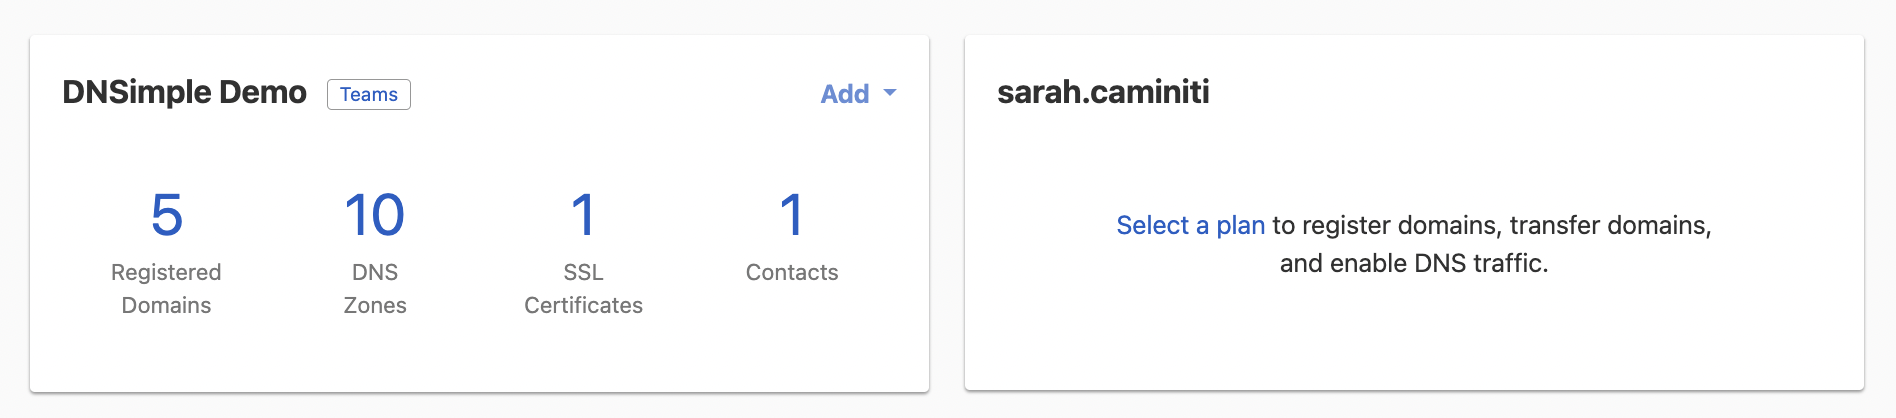 DNSimple Demo
Teams
Add
5
Registered
Domains
10
DNS
Zones
1
SSL
Certificates
1
Contacts
sarah.caminiti
Select a plan to register domains, transfer domains,
and enable DNS traffic.